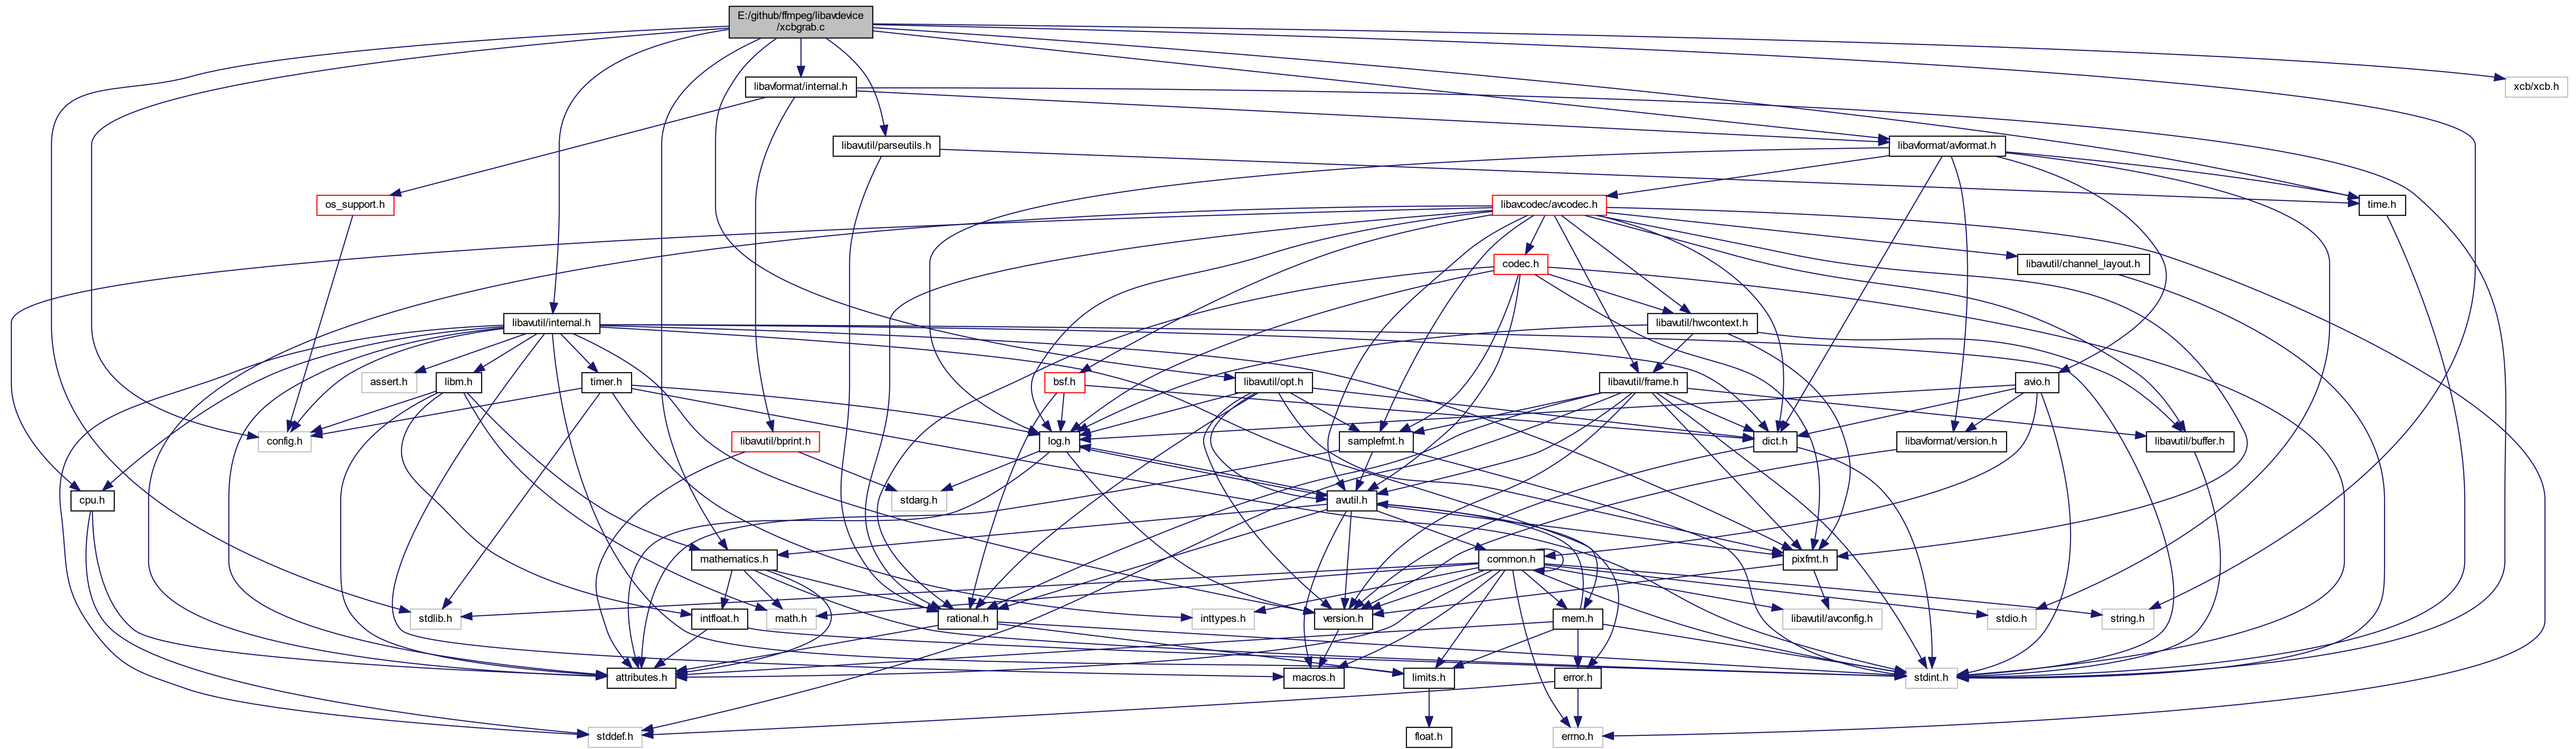 E:/github/ffmpeg/libavdevice
/xcbgrab.c
libavformat/internal.h
xcb/xcb.h
libavutil/parseutils.h
libavformat/avformat.h
os_support.h
libavcodec/avcodec.h
time.h
codec.h
libavutil/channel_layout.h
libavutil/internal.h
libavutil/hwcontext.h
assert.h
libm.h
timer.h
bsf.h
libavutil/opt.h
libavutil/frame.h
avio.h
config.h
libavutil/bprint.h
log.h
samplefmt.h
dict.h
libavformat/version.h
libavutil/buffer.h
cpu.h
stdarg.h
avutil.h
mathematics.h
common.h
pixfmt.h
stdlib.h
intfloat.h
math.h
rational.h
inttypes.h
version.h
mem.h
libavutil/avconfig.h
stdio.h
string.h
attributes.h
macros.h
limits.h
error.h
stdint.h
stddef.h
float.h
errno.h